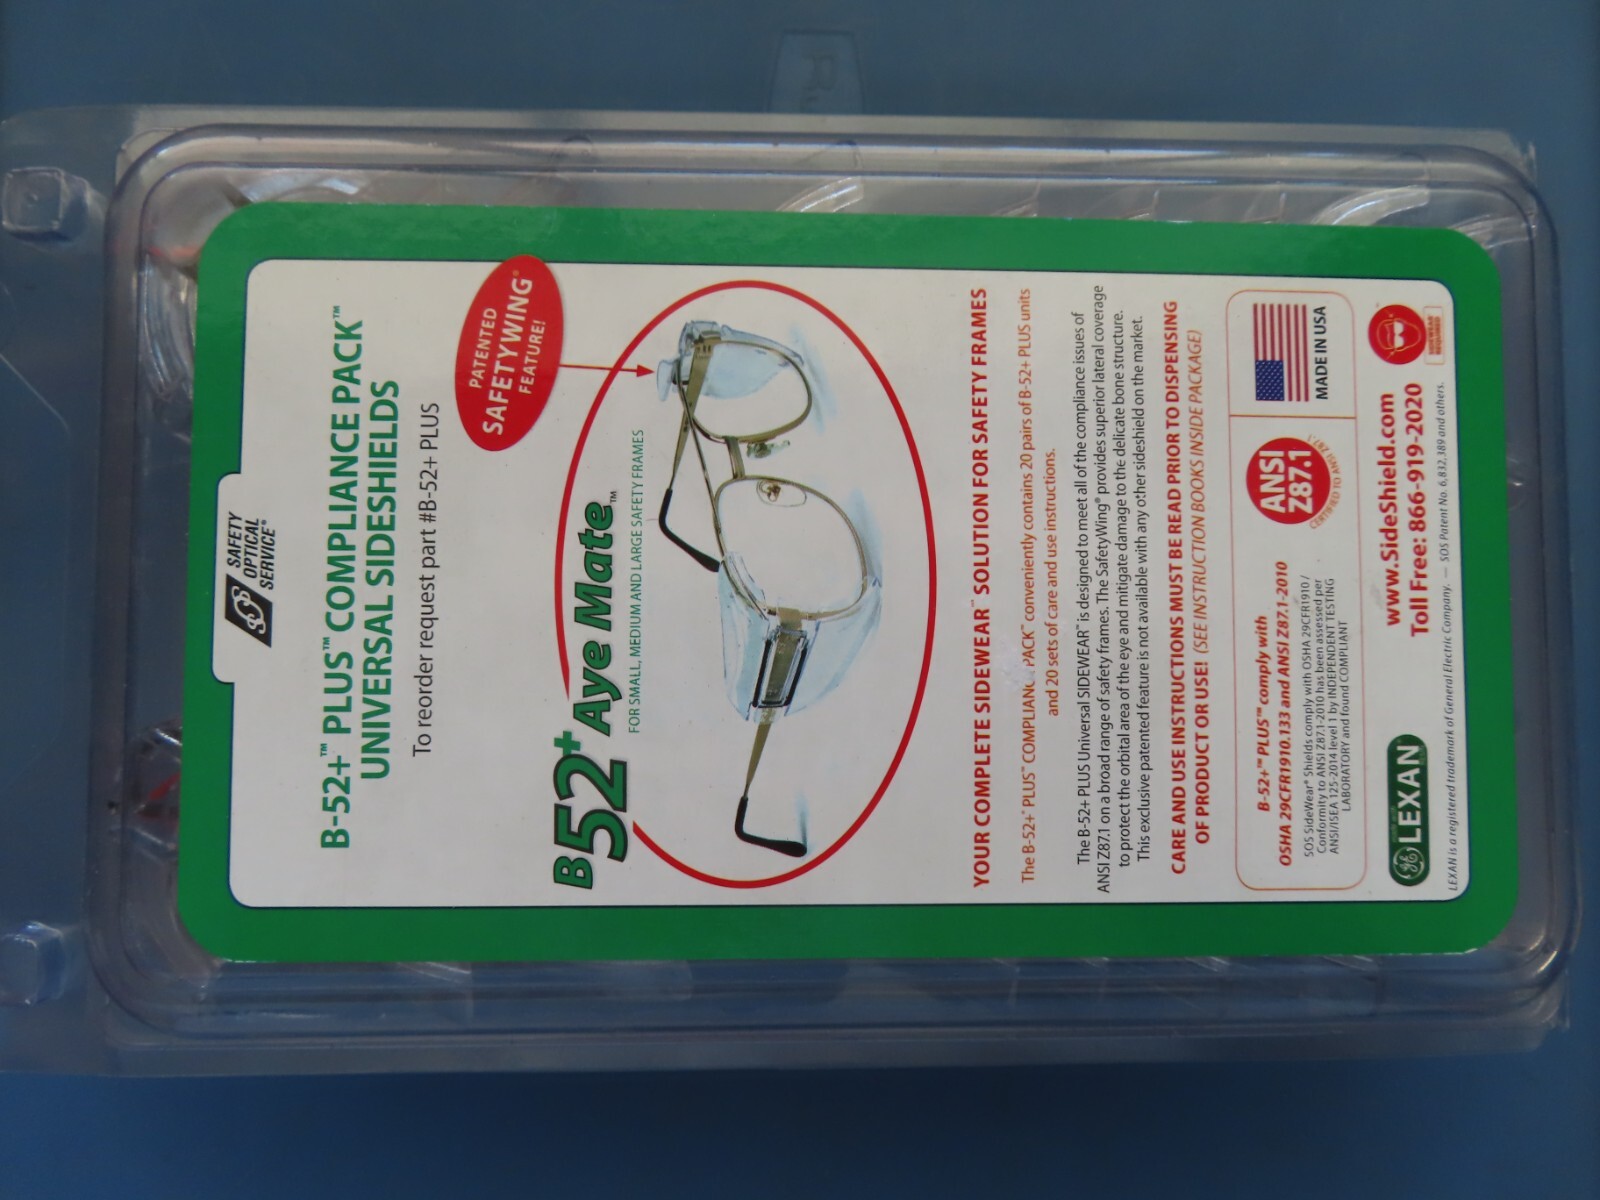 SAFETY
OPTICAL
SERVICE®
B-52+™ PLUS™ COMPLIANCE PACK™
UNIVERSAL SIDESHIELDS
To reorder request part #B-52+ PLUS
PATENTED
SAFETYWING®
FEATURE!
B52+ Aye Mate™
FOR SMALL, MEDIUM AND LARGE SAFETY FRAMES
YOUR COMPLETE SIDEWEAR™ SOLUTION FOR SAFETY FRAMES
The B-52+™ PLUS™ COMPLIANC PACK™ conveniently contains 20 pairs of B-52+ PLUS units
and 20 sets of care and use instructions.
The B-52+ PLUS Universal SIDEWEAR™ is designed to meet all of the compliance issues of
ANSI Z87.1 on a broad range of safety frames. The SafetyWing® provides superior lateral coverage
to protect the orbital area of the eye and mitigate damage to the delicate bone structure.
This exclusive patented feature is not available with any other sideshield on the market.
CARE AND USE INSTRUCTIONS MUST BE READ PRIOR TO DISPENSING
OF PRODUCT OR USE! (SEE INSTRUCTION BOOKS INSIDE PACKAGE)
B-52+™ PLUS™ comply with
OSHA 29CFR1910.133 and ANSI Z87.1-2010
SOS SideWear® Shields comply with OSHA 29CFR1910 /
Conformity to ANSI Z87.1-2010 has been assessed per
ANSI/ISEA 125-2014 level 1 by INDEPENDENT TESTING
LABORATORY and found COMPLIANT
ANSI
Z87.1
CERTIFIED TO ANSI Z87.1
MADE IN USA
LEXAN
www.SideShield.com
Toll Free: 866-919-2020
SIDEWEAR
REQUIRED
LEXAN is a registered trademark of General Electric Company. — SOS Patent No. 6,832,389 and others.